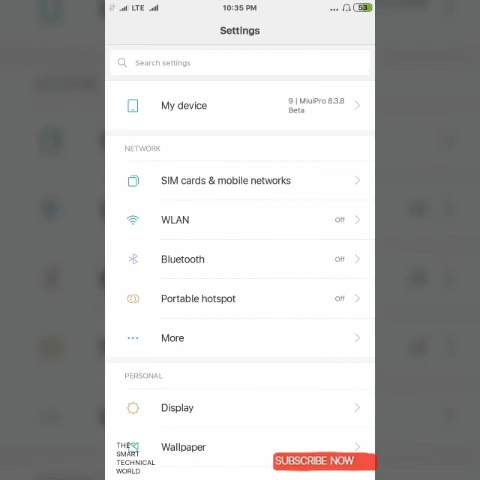 LTE 10:35 PM ... 53
Settings
Search settings
My device
9 | MiuiPro 8.3.8
Beta
NETWORK
SIM cards & mobile networks
WLAN Off
Bluetooth Off
Portable hotspot Off
More
PERSONAL
Display
Wallpaper
THE
SMART
TECHNICAL
WORLD
SUBSCRIBE NOW